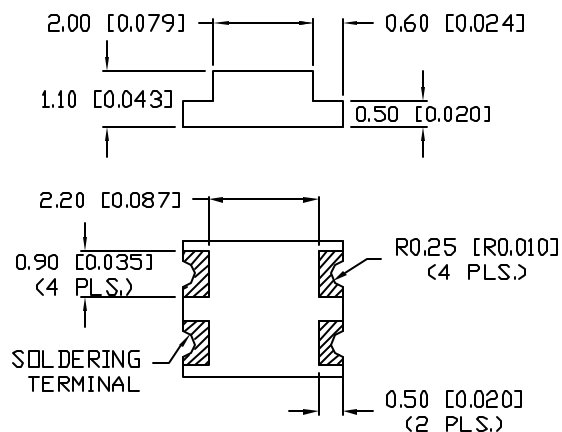 2.00 [0.079]
0.60 [0.024]
1.10 [0.043]
0.50 [0.020]
2.20 [0.087]
0.90 [0.035]
(4 PLS.)
R0.25 [R0.010]
(4 PLS.)
SOLDERING
TERMINAL
0.50 [0.020]
(2 PLS.)